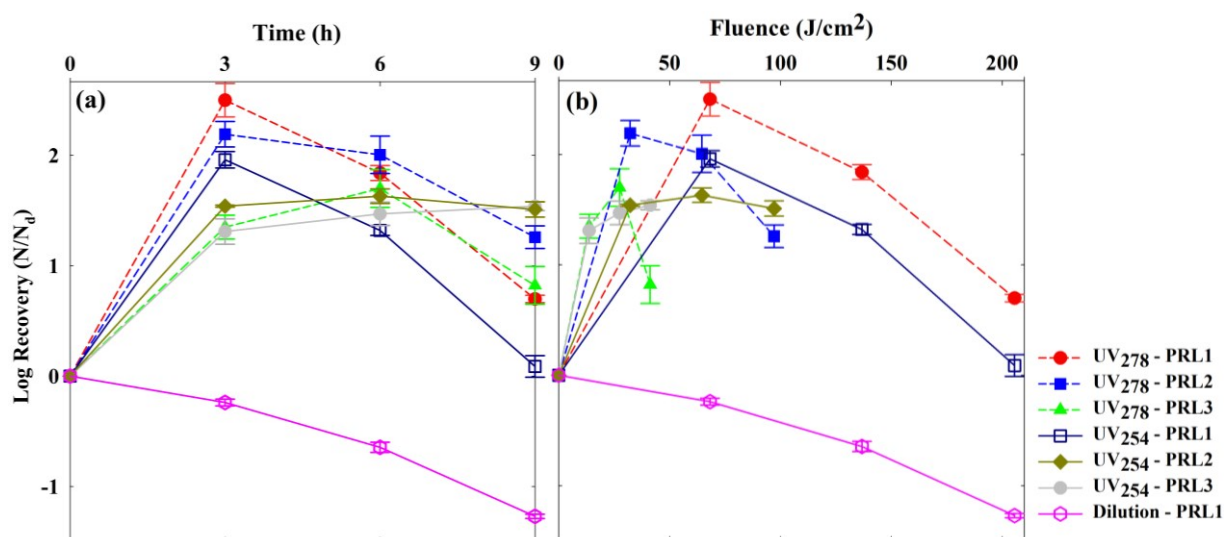 Time (h)
Fluence (J/cm²)
0 3 6 9
0 50 100 150 200
(a)
(b)
Log Recovery (N/N_d)
2
1
0
-1
UV₂₇₈ - PRL1
UV₂₇₈ - PRL2
UV₂₇₈ - PRL3
UV₂₅₄ - PRL1
UV₂₅₄ - PRL2
UV₂₅₄ - PRL3
Dilution - PRL1